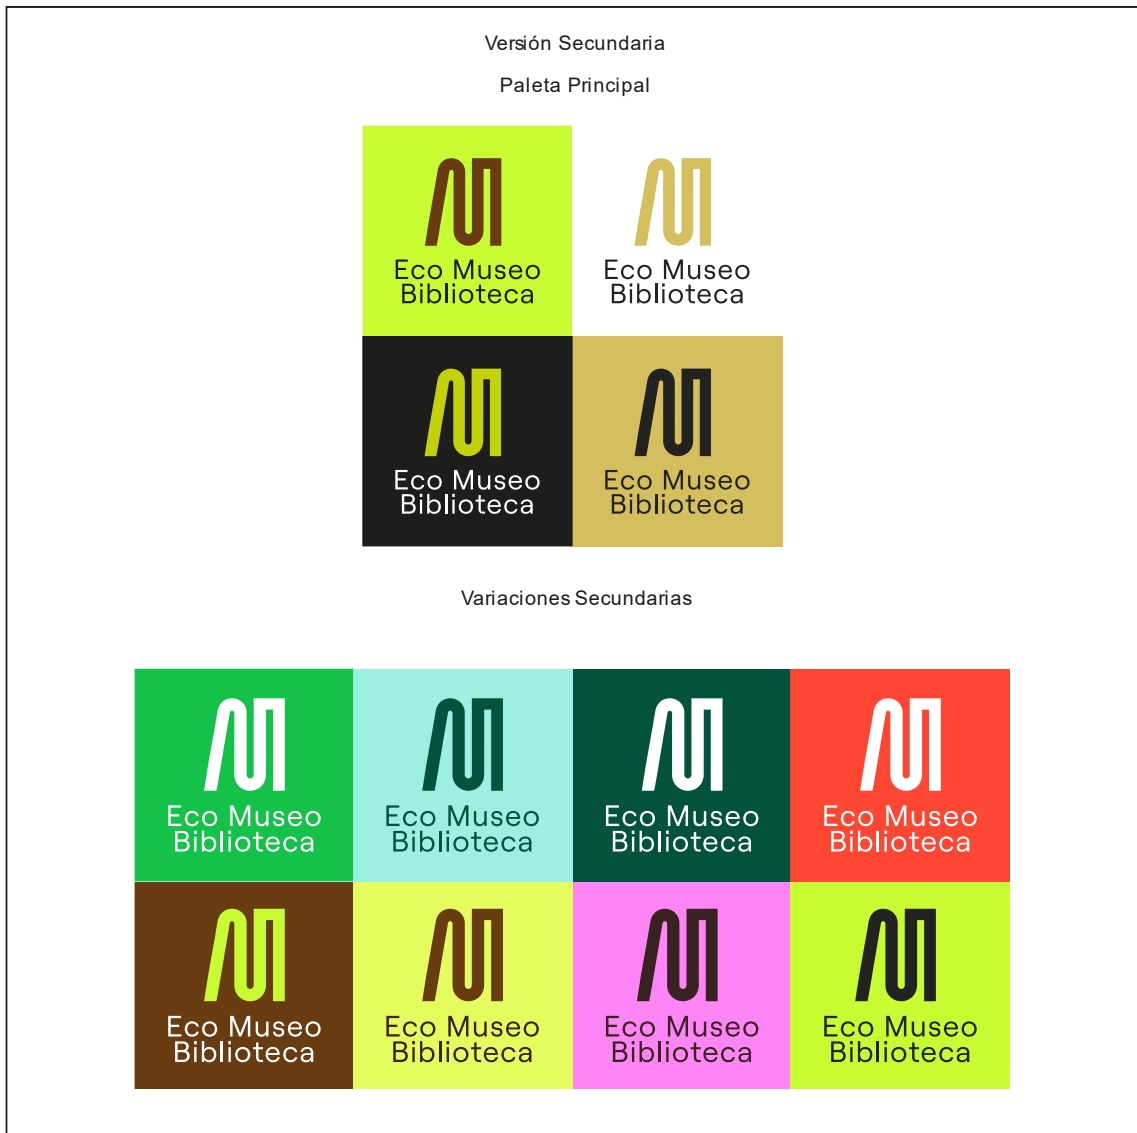 Versión Secundaria
Paleta Principal
Eco Museo
Biblioteca
Eco Museo
Biblioteca
Eco Museo
Biblioteca
Eco Museo
Biblioteca
Variaciones Secundarias
Eco Museo
Biblioteca
Eco Museo
Biblioteca
Eco Museo
Biblioteca
Eco Museo
Biblioteca
Eco Museo
Biblioteca
Eco Museo
Biblioteca
Eco Museo
Biblioteca
Eco Museo
Biblioteca